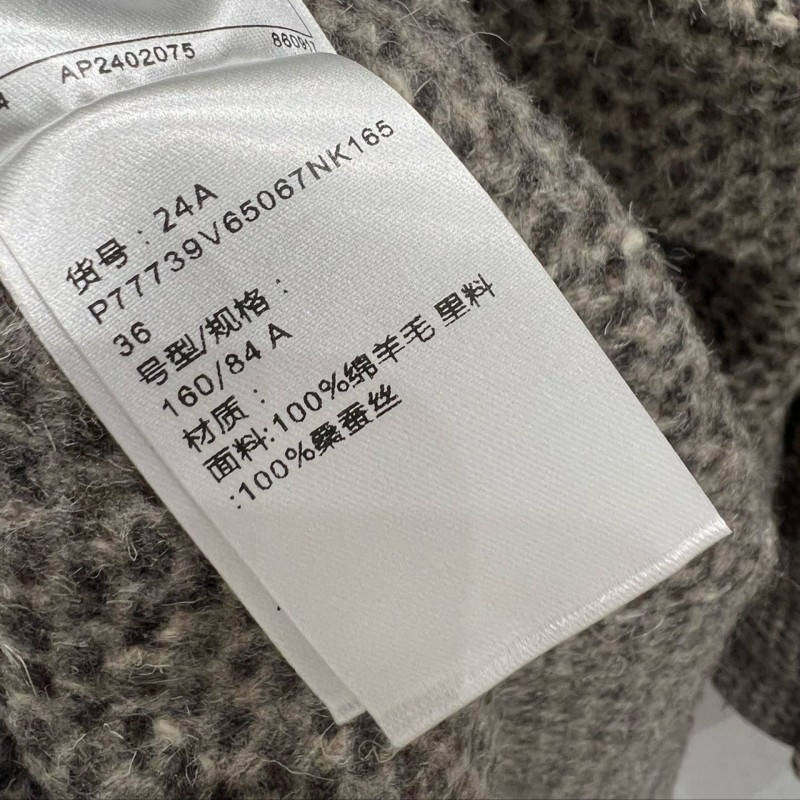 AP2402075
货号：24A
P77739V65067NK165
36
号型/规格：
160/84 A
材质：
面料:100%绵羊毛 里料
:100%桑蚕丝